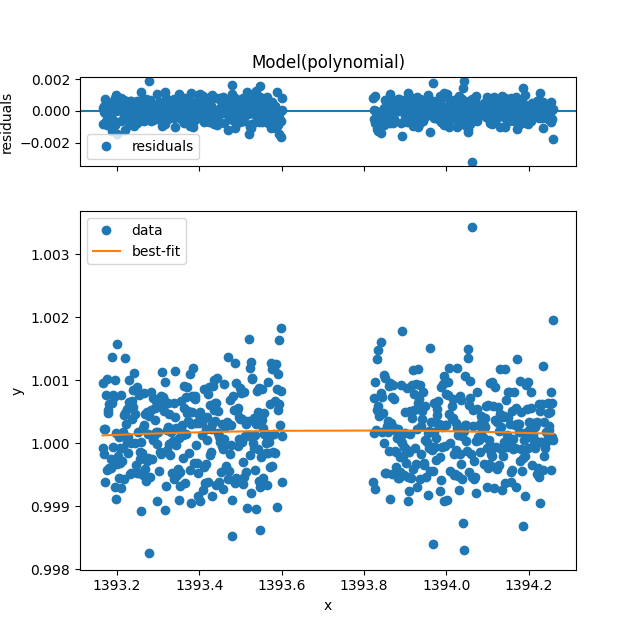 Model(polynomial)
0.002
0.000
−0.002
residuals
residuals
data
best-fit
1.003
1.002
1.001
1.000
0.999
0.998
y
1393.2 1393.4 1393.6 1393.8 1394.0 1394.2
x